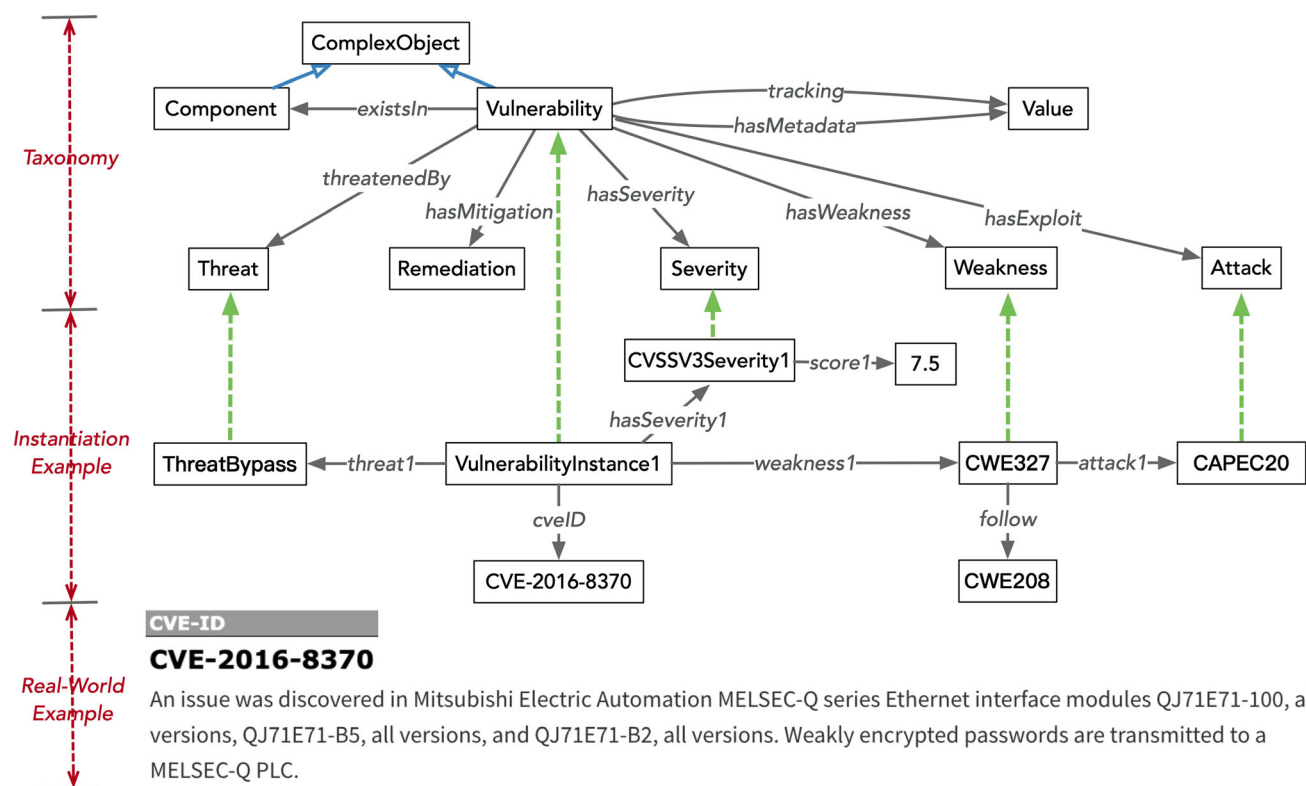 ComplexObject
Component
existsIn
Vulnerability
tracking
hasMetadata
Value
Taxonomy
threatenedBy
hasMitigation
hasSeverity
hasWeakness
hasExploit
Threat
Remediation
Severity
Weakness
Attack
CVSSV3Severity1
score1
7.5
hasSeverity1
Instantiation
Example
ThreatBypass
threat1
VulnerabilityInstance1
weakness1
CWE327
attack1
CAPEC20
cveID
follow
CVE-2016-8370
CWE208
CVE-ID
CVE-2016-8370
Real-World
Example
An issue was discovered in Mitsubishi Electric Automation MELSEC-Q series Ethernet interface modules QJ71E71-100, a
versions, QJ71E71-B5, all versions, and QJ71E71-B2, all versions. Weakly encrypted passwords are transmitted to a
MELSEC-Q PLC.